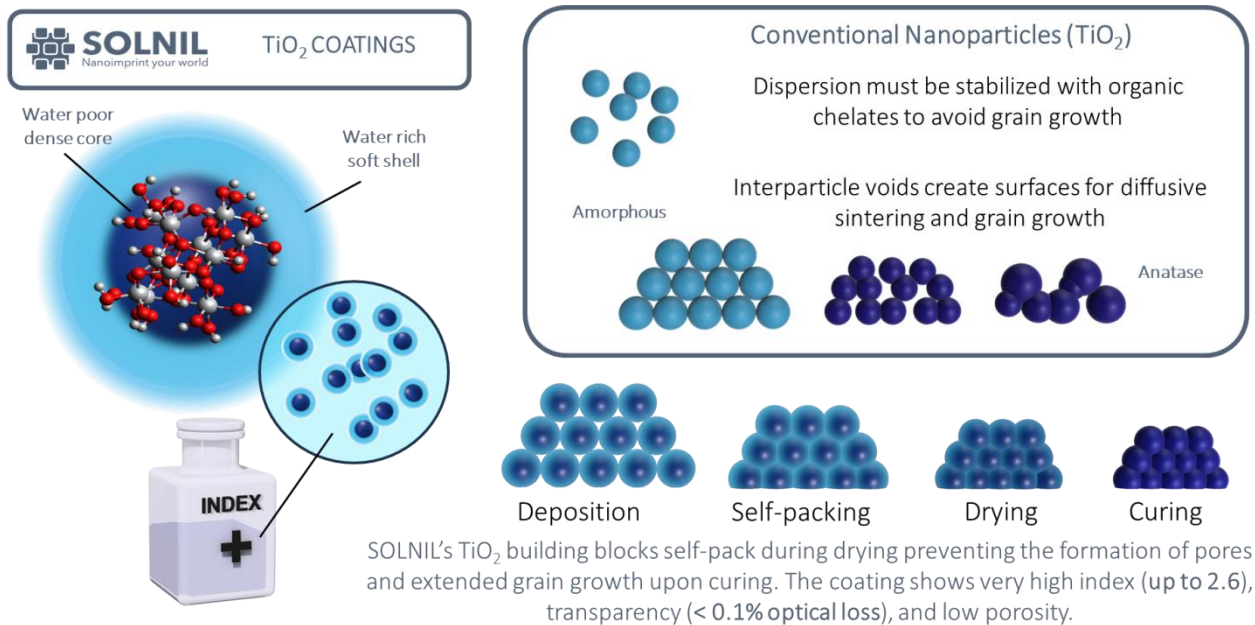 SOLNIL
Nanoimprint your world
TiO₂ COATINGS
Water poor
dense core
Water rich
soft shell
INDEX
+
Conventional Nanoparticles (TiO₂)
Dispersion must be stabilized with organic
chelates to avoid grain growth
Interparticle voids create surfaces for diffusive
sintering and grain growth
Amorphous
Anatase
Deposition
Self-packing
Drying
Curing
SOLNIL’s TiO₂ building blocks self-pack during drying preventing the formation of pores
and extended grain growth upon curing. The coating shows very high index (up to 2.6),
transparency (< 0.1% optical loss), and low porosity.